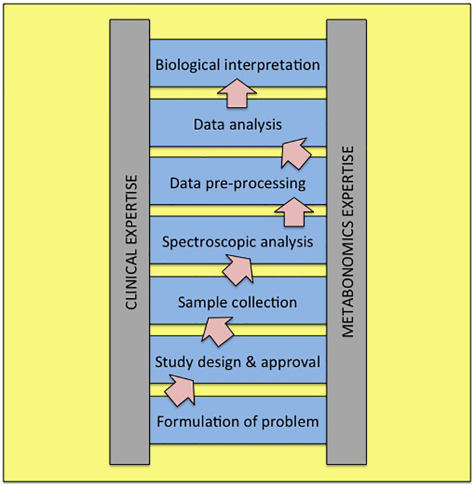 Biological interpretation
Data analysis
Data pre-processing
Spectroscopic analysis
Sample collection
Study design & approval
Formulation of problem
CLINICAL EXPERTISE
METABONOMICS EXPERTISE